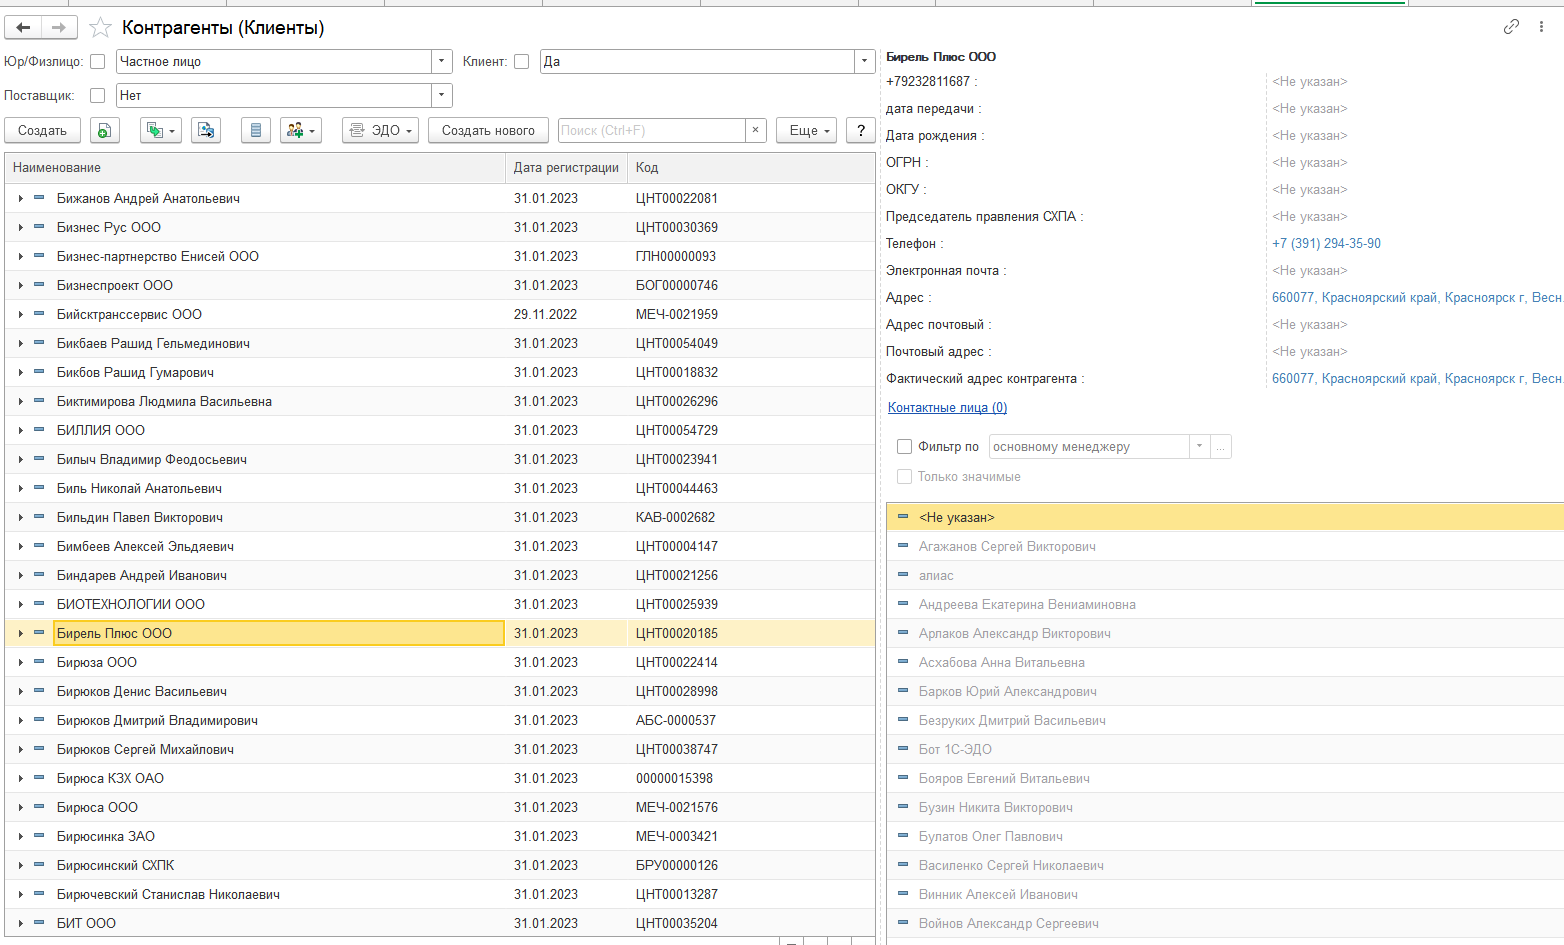 Контрагенты (Клиенты)
Юр/Физлицо: Частное лицо Клиент: Да
Поставщик: Нет
Создать ЭДО Создать нового Поиск (Ctrl+F) × Еще ?
Наименование Дата регистрации Код
Бижанов Андрей Анатольевич 31.01.2023 ЦНТ00022081
Бизнес Рус ООО 31.01.2023 ЦНТ00030369
Бизнес-партнерство Енисей ООО 31.01.2023 ГЛН00000093
Бизнеспроект ООО 31.01.2023 БОГ00000746
Бийсктранссервис ООО 29.11.2022 МЕЧ-0021959
Бикбаев Рашид Гельмединович 31.01.2023 ЦНТ00054049
Бикбов Рашид Гумарович 31.01.2023 ЦНТ00018832
Биктимирова Людмила Васильевна 31.01.2023 ЦНТ00026296
БИЛЛИЯ ООО 31.01.2023 ЦНТ00054729
Билыч Владимир Феодосьевич 31.01.2023 ЦНТ00023941
Биль Николай Анатольевич 31.01.2023 ЦНТ00044463
Бильдин Павел Викторович 31.01.2023 КАВ-0002682
Бимбеев Алексей Эльдяевич 31.01.2023 ЦНТ00004147
Биндарев Андрей Иванович 31.01.2023 ЦНТ00021256
БИОТЕХНОЛОГИИ ООО 31.01.2023 ЦНТ00025939
Бирель Плюс ООО 31.01.2023 ЦНТ00020185
Бирюза ООО 31.01.2023 ЦНТ00022414
Бирюков Денис Васильевич 31.01.2023 ЦНТ00028998
Бирюков Дмитрий Владимирович 31.01.2023 АБС-0000537
Бирюков Сергей Михайлович 31.01.2023 ЦНТ00038747
Бирюса КЗХ ОАО 31.01.2023 00000015398
Бирюса ООО 31.01.2023 МЕЧ-0021576
Бирюсинка ЗАО 31.01.2023 МЕЧ-0003421
Бирюсинский СХПК 31.01.2023 БРУ00000126
Бирючевский Станислав Николаевич 31.01.2023 ЦНТ00013287
БИТ ООО 31.01.2023 ЦНТ00035204
Бирель Плюс ООО
+79232811687 : <Не указан>
дата передачи : <Не указан>
Дата рождения : <Не указан>
ОГРН : <Не указан>
ОКГУ : <Не указан>
Председатель правления СХПА : <Не указан>
Телефон : +7 (391) 294-35-90
Электронная почта : <Не указан>
Адрес : 660077, Красноярский край, Красноярск г, Весн.
Адрес почтовый : <Не указан>
Почтовый адрес : <Не указан>
Фактический адрес контрагента : 660077, Красноярский край, Красноярск г, Весн.
Контактные лица (0)
Фильтр по основному менеджеру ...
Только значимые
<Не указан>
Агажанов Сергей Викторович
алиас
Андреева Екатерина Вениаминовна
Арпаков Александр Викторович
Асхабова Анна Витальевна
Барков Юрий Александрович
Безруких Дмитрий Васильевич
Бот 1С-ЭДО
Бояров Евгений Витальевич
Бузин Никита Викторович
Булатов Олег Павлович
Василенко Сергей Николаевич
Винник Алексей Иванович
Войнов Александр Сергеевич